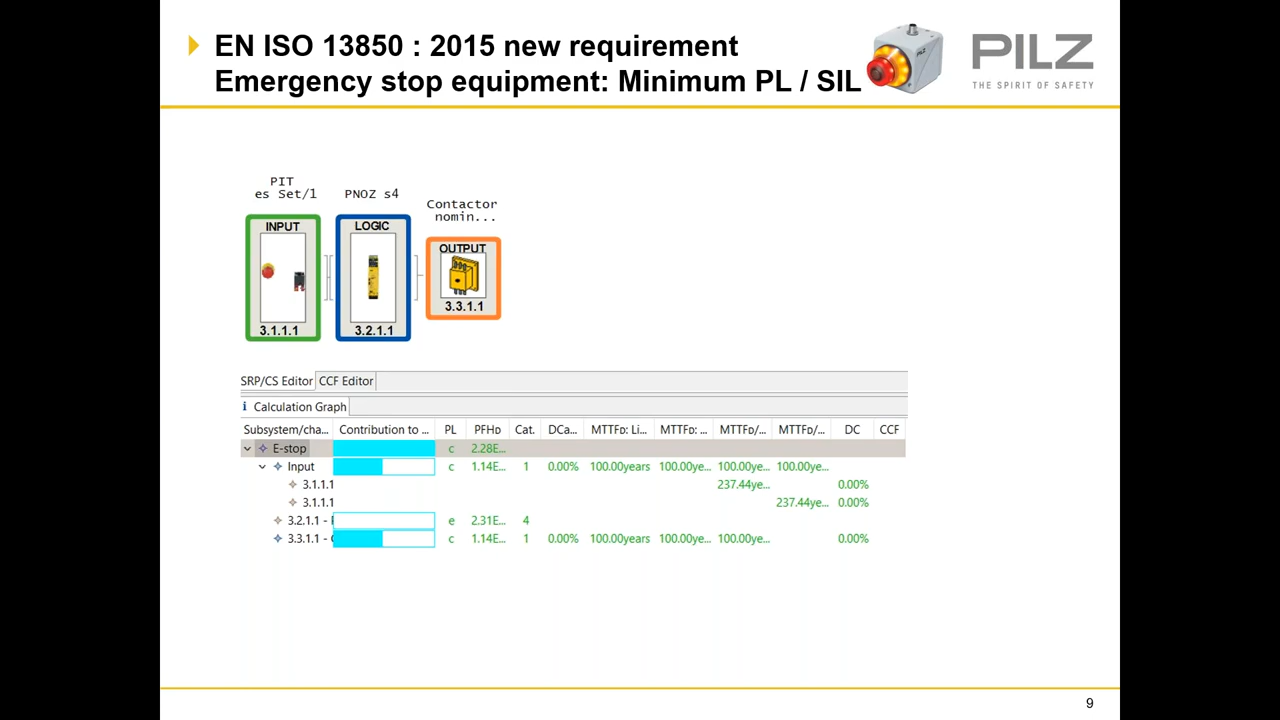 EN ISO 13850 : 2015 new requirement
Emergency stop equipment: Minimum PL / SIL
PILZ
THE SPIRIT OF SAFETY
PIT
es Set/1
PNOZ s4
Contactor
nomin...
INPUT
LOGIC
OUTPUT
3.1.1.1
3.2.1.1
3.3.1.1
SRP/CS Editor CCF Editor
i Calculation Graph
Subsystem/cha... Contribution to ... PL PFHD Cat. DCa... MTTFD: Li... MTTFD: ... MTTFD/... MTTFD/... DC CCF
E-stop c 2.28E...
Input c 1.14E... 1 0.00% 100.00years 100.00ye... 100.00ye... 100.00ye...
3.1.1.1 237.44ye... 0.00%
3.1.1.1 237.44ye... 0.00%
3.2.1.1 - e 2.31E... 4
3.3.1.1 - c 1.14E... 1 0.00% 100.00years 100.00ye... 100.00ye... 0.00%
9